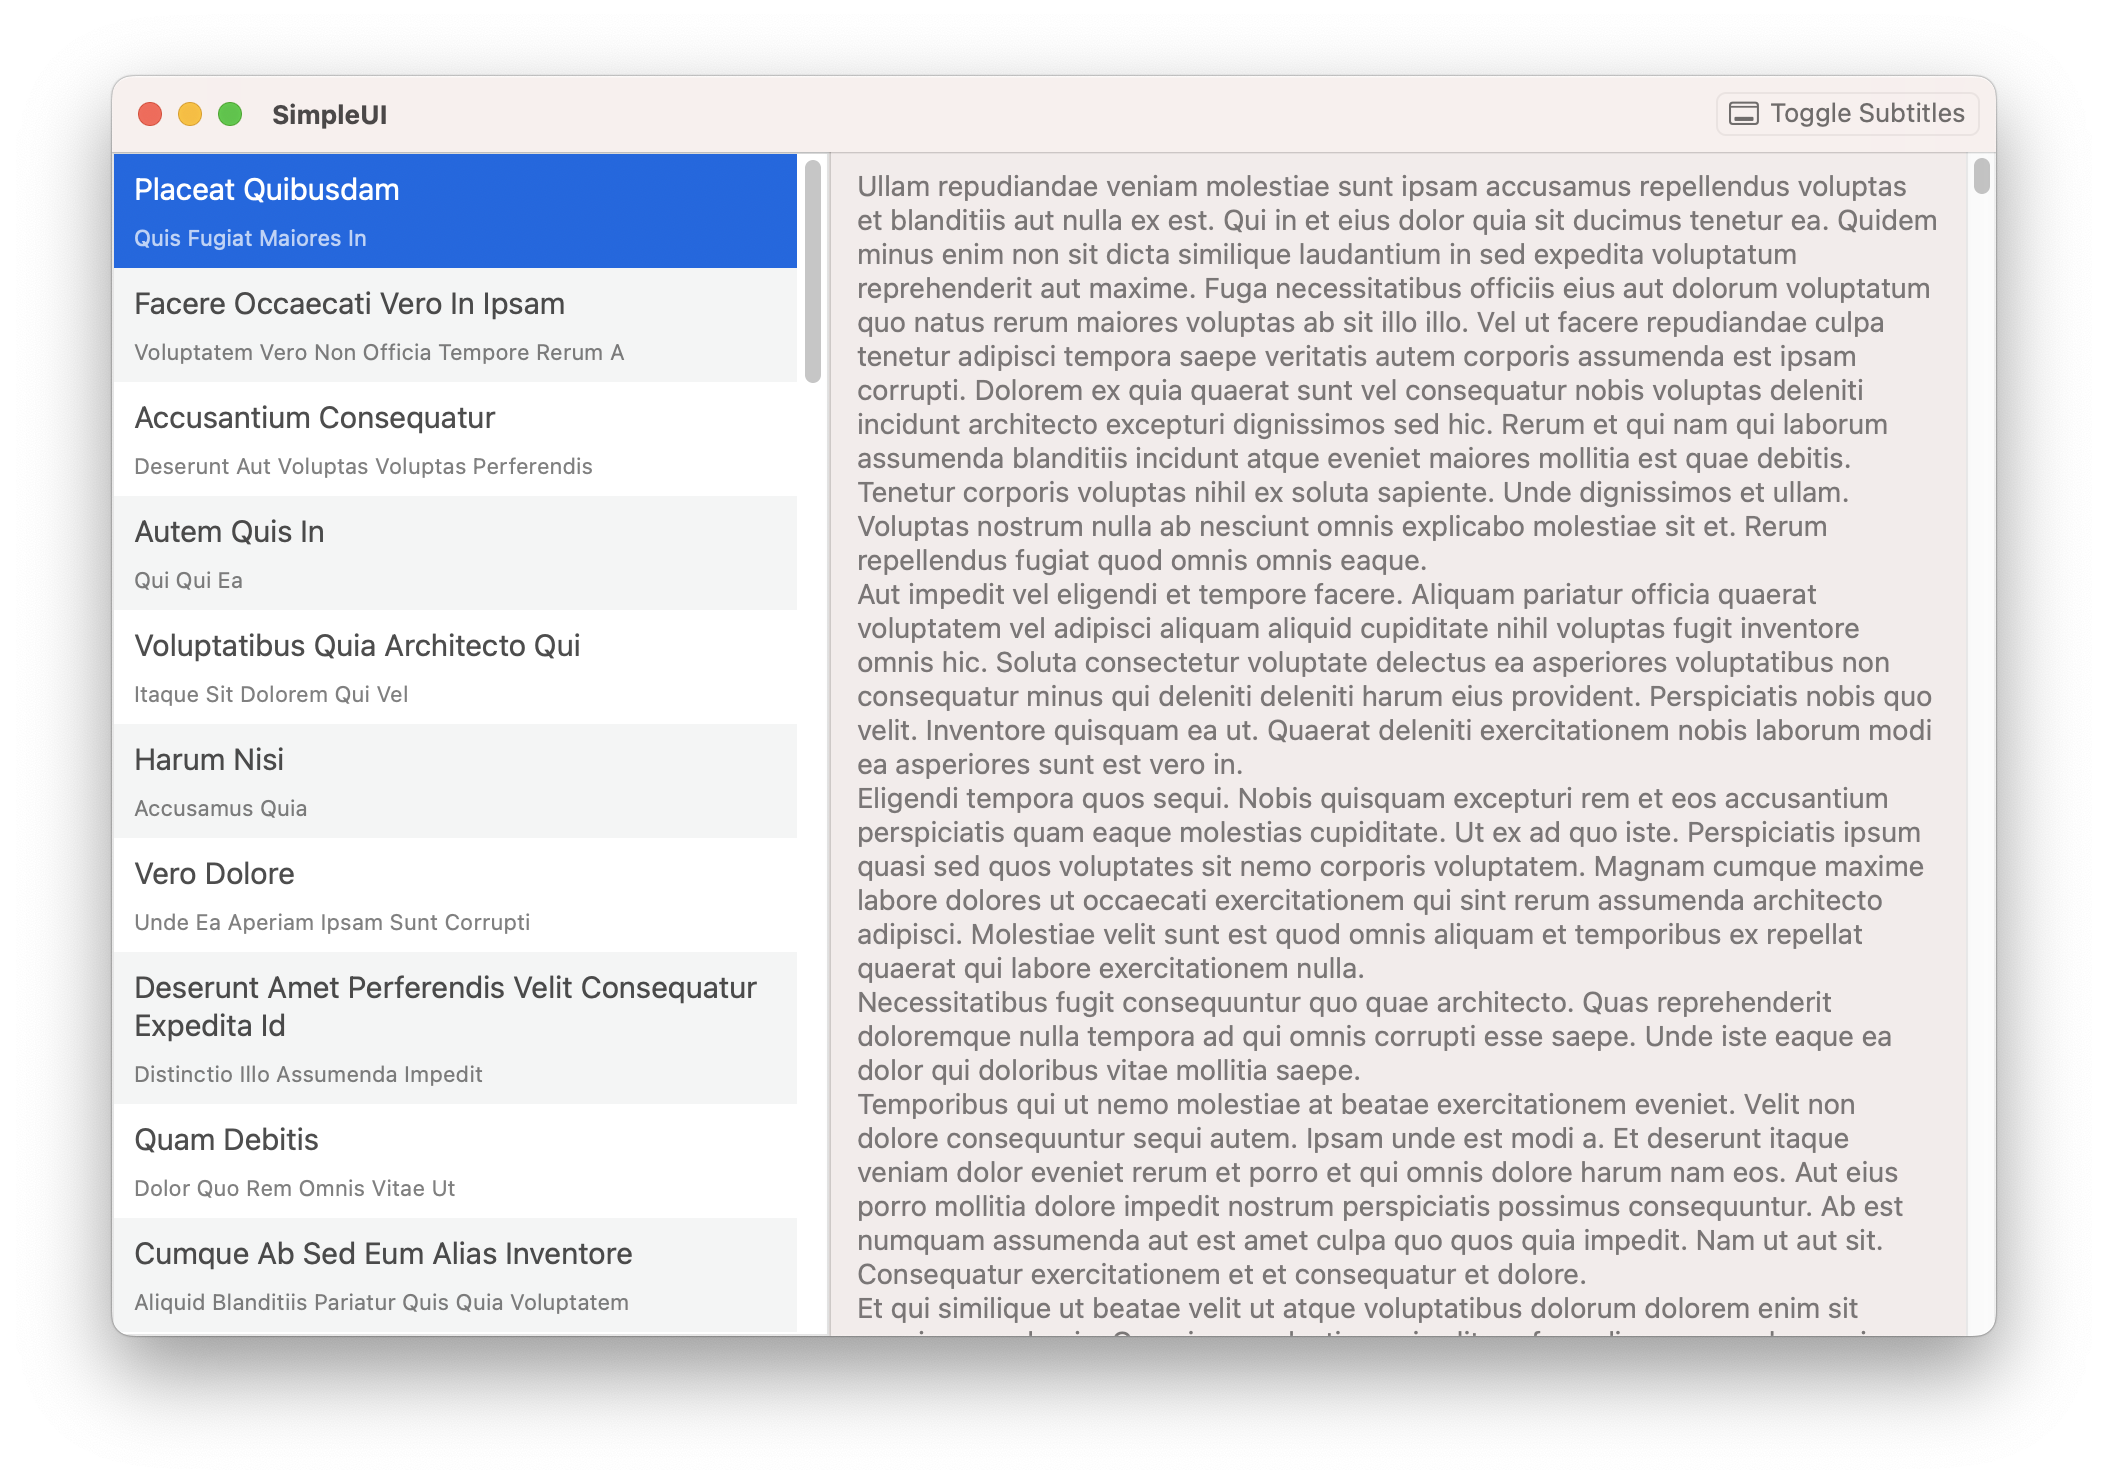 SimpleUI
Toggle Subtitles
Placeat Quibusdam
Quis Fugiat Maiores In
Facere Occaecati Vero In Ipsam
Voluptatem Vero Non Officia Tempore Rerum A
Accusantium Consequatur
Deserunt Aut Voluptas Voluptas Perferendis
Autem Quis In
Qui Qui Ea
Voluptatibus Quia Architecto Qui
Itaque Sit Dolorem Qui Vel
Harum Nisi
Accusamus Quia
Vero Dolore
Unde Ea Aperiam Ipsam Sunt Corrupti
Deserunt Amet Perferendis Velit Consequatur
Expedita Id
Distinctio Illo Assumenda Impedit
Quam Debitis
Dolor Quo Rem Omnis Vitae Ut
Cumque Ab Sed Eum Alias Inventore
Aliquid Blanditiis Pariatur Quis Quia Voluptatem
Ullam repudiandae veniam molestiae sunt ipsam accusamus repellendus voluptas
et blanditiis aut nulla ex est. Qui in et eius dolor quia sit ducimus tenetur ea. Quidem
minus enim non sit dicta similique laudantium in sed expedita voluptatum
reprehenderit aut maxime. Fuga necessitatibus officiis eius aut dolorum voluptatum
quo natus rerum maiores voluptas ab sit illo illo. Vel ut facere repudiandae culpa
tenetur adipisci tempora saepe veritatis autem corporis assumenda est ipsam
corrupti. Dolorem ex quia quaerat sunt vel consequatur nobis voluptas deleniti
incidunt architecto excepturi dignissimos sed hic. Rerum et qui nam qui laborum
assumenda blanditiis incidunt atque eveniet maiores mollitia est quae debitis.
Tenetur corporis voluptas nihil ex soluta sapiente. Unde dignissimos et ullam.
Voluptas nostrum nulla ab nesciunt omnis explicabo molestiae sit et. Rerum
repellendus fugiat quod omnis omnis eaque.
Aut impedit vel eligendi et tempore facere. Aliquam pariatur officia quaerat
voluptatem vel adipisci aliquam aliquid cupiditate nihil voluptas fugit inventore
omnis hic. Soluta consectetur voluptate delectus ea asperiores voluptatibus non
consequatur minus qui deleniti deleniti harum eius provident. Perspiciatis nobis quo
velit. Inventore quisquam ea ut. Quaerat deleniti exercitationem nobis laborum modi
ea asperiores sunt est vero in.
Eligendi tempora quos sequi. Nobis quisquam excepturi rem et eos accusantium
perspiciatis quam eaque molestias cupiditate. Ut ex ad quo iste. Perspiciatis ipsum
quasi sed quos voluptates sit nemo corporis voluptatem. Magnam cumque maxime
labore dolores ut occaecati exercitationem qui sint rerum assumenda architecto
adipisci. Molestiae velit sunt est quod omnis aliquam et temporibus ex repellat
quaerat qui labore exercitationem nulla.
Necessitatibus fugit consequuntur quo quae architecto. Quas reprehenderit
doloremque nulla tempora ad qui omnis corrupti esse saepe. Unde iste eaque ea
dolor qui doloribus vitae mollitia saepe.
Temporibus qui ut nemo molestiae at beatae exercitationem eveniet. Velit non
dolore consequuntur sequi autem. Ipsam unde est modi a. Et deserunt itaque
veniam dolor eveniet rerum et porro et qui omnis dolore harum nam eos. Aut eius
porro mollitia dolore impedit nostrum perspiciatis possimus consequuntur. Ab est
numquam assumenda aut est amet culpa quo quos quia impedit. Nam ut aut sit.
Consequatur exercitationem et et consequatur et dolore.
Et qui similique ut beatae velit ut atque voluptatibus dolorum dolorem enim sit